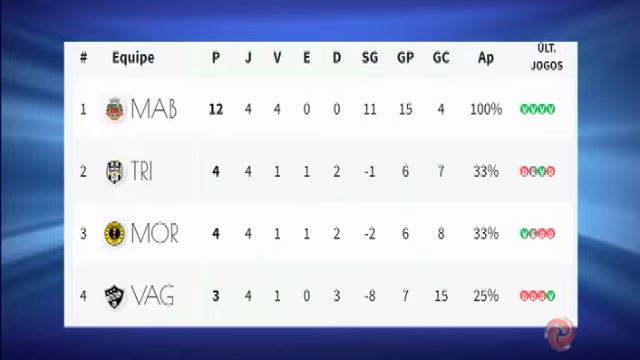 # Equipe P J V E D SG GP GC Ap ÚLT. JOGOS
1 MAB 12 4 4 0 0 11 15 4 100% V V V V
2 TRI 4 4 1 1 2 -1 6 7 33% D E V D
3 MOR 4 4 1 1 2 -2 6 8 33% V E D D
4 VAG 3 4 1 0 3 -8 7 15 25% D D D V